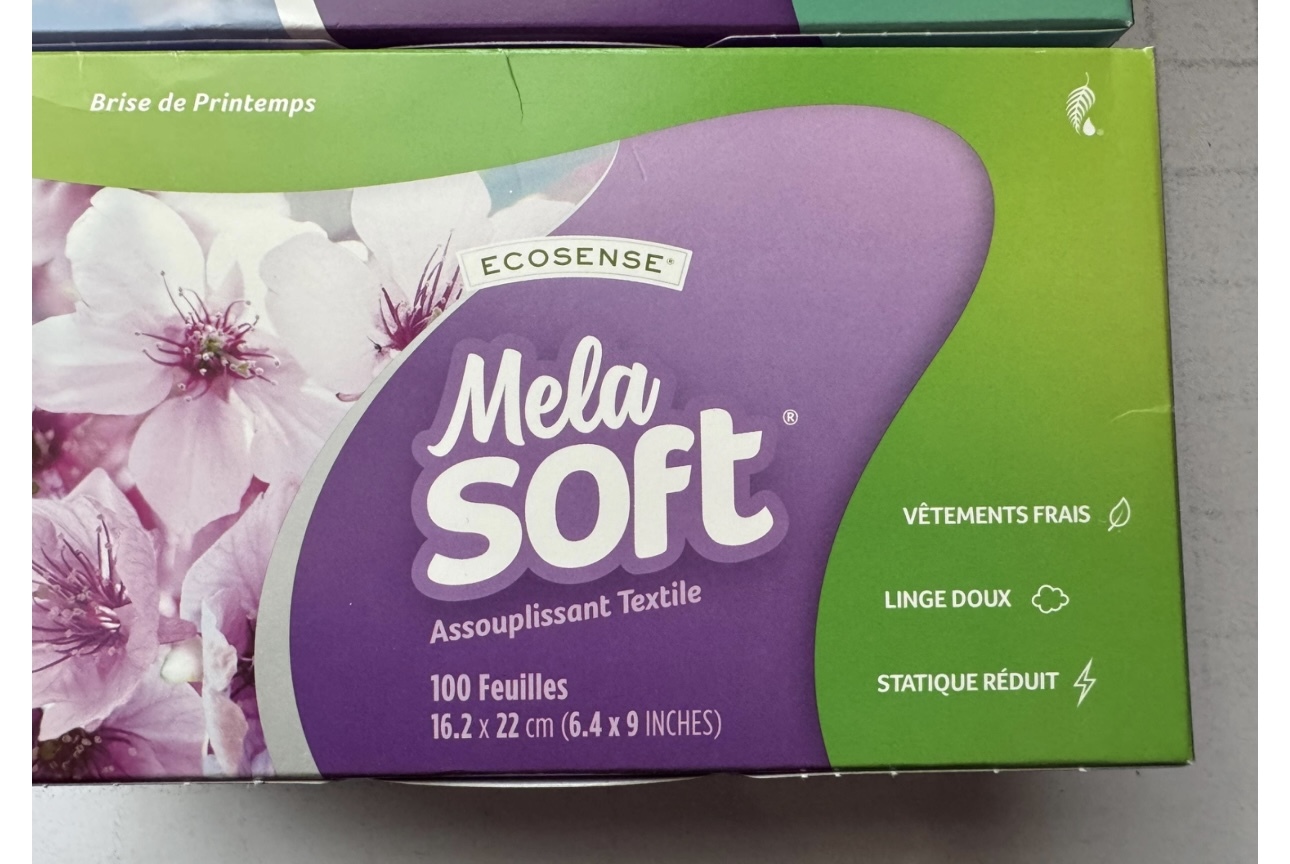 Brise de Printemps
ECOSENSE®
Mela
soft®
Assouplissant Textile
100 Feuilles
16.2 x 22 cm (6.4 x 9 INCHES)
VÊTEMENTS FRAIS
LINGE DOUX
STATIQUE RÉDUIT